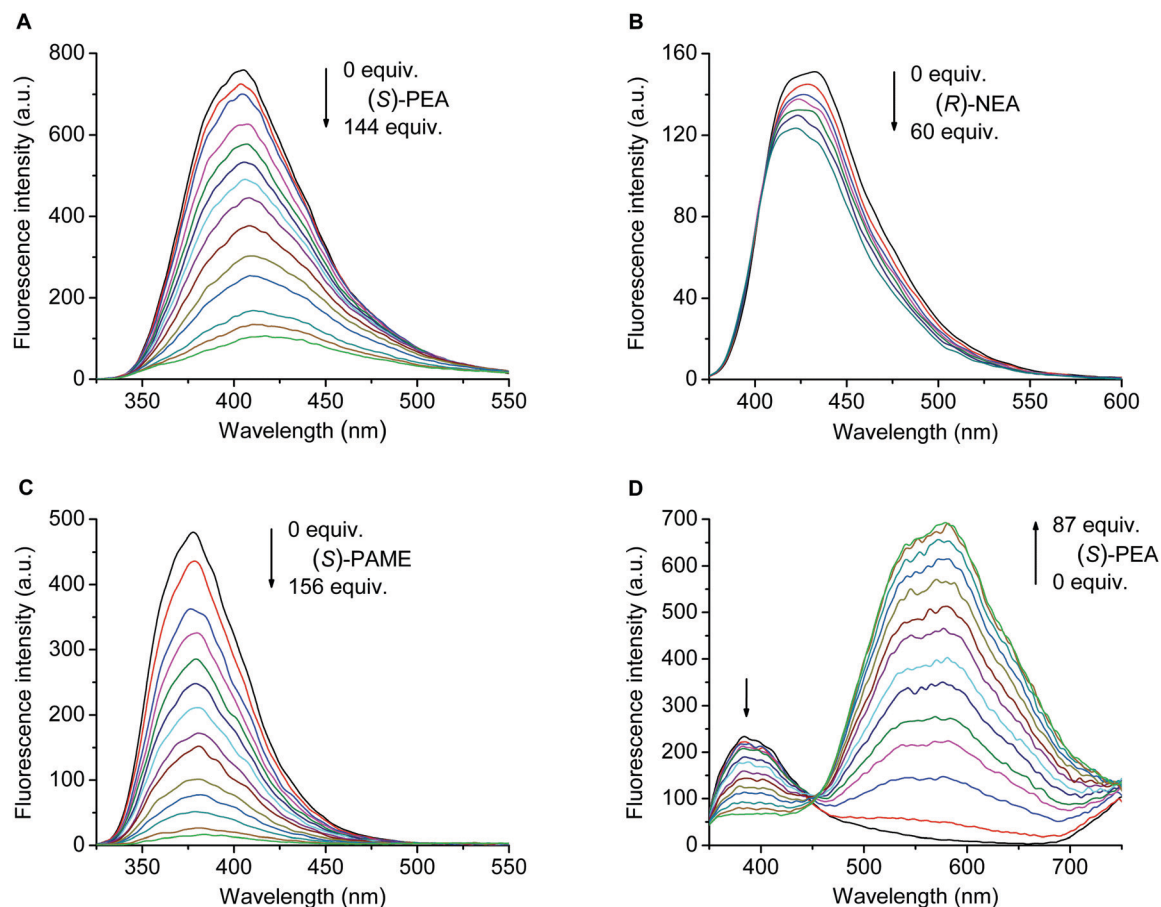 A
800
700
600
500
400
300
200
100
0
350
400
450
500
550
Fluorescence intensity (a.u.)
Wavelength (nm)
0 equiv.
(S)-PEA
144 equiv.
B
160
120
80
40
0
400
450
500
550
600
Fluorescence intensity (a.u.)
Wavelength (nm)
0 equiv.
(R)-NEA
60 equiv.
C
500
400
300
200
100
0
350
400
450
500
550
Fluorescence intensity (a.u.)
Wavelength (nm)
0 equiv.
(S)-PAME
156 equiv.
D
700
600
500
400
300
200
100
0
400
500
600
700
Fluorescence intensity (a.u.)
Wavelength (nm)
87 equiv.
(S)-PEA
0 equiv.